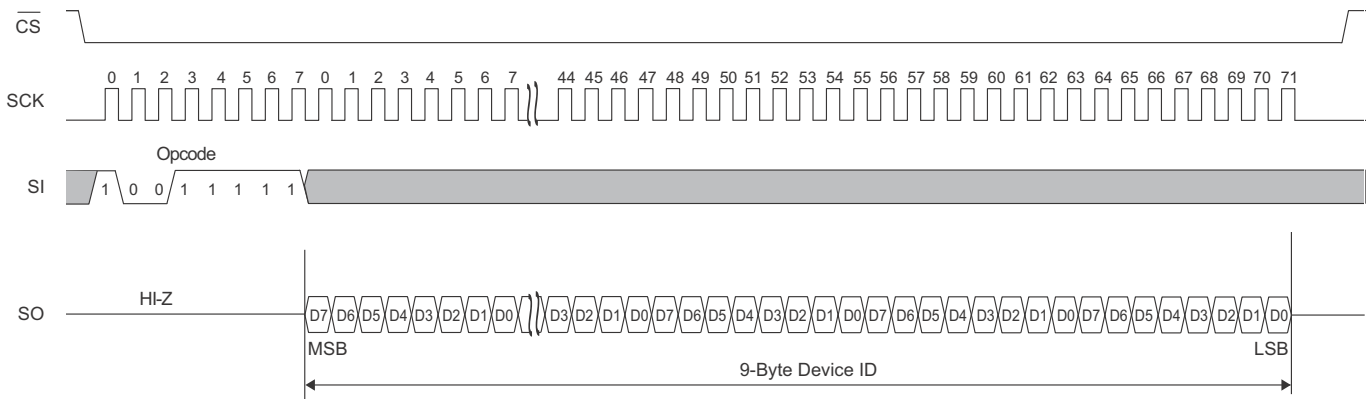 CS
0 1 2 3 4 5 6 7 0 1 2 3 4 5 6 7 44 45 46 47 48 49 50 51 52 53 54 55 56 57 58 59 60 61 62 63 64 65 66 67 68 69 70 71
SCK
Opcode
SI 1 0 0 1 1 1 1 1
HI-Z
SO D7 D6 D5 D4 D3 D2 D1 D0 D3 D2 D1 D0 D7 D6 D5 D4 D3 D2 D1 D0 D7 D6 D5 D4 D3 D2 D1 D0 D7 D6 D5 D4 D3 D2 D1 D0
MSB LSB
9-Byte Device ID